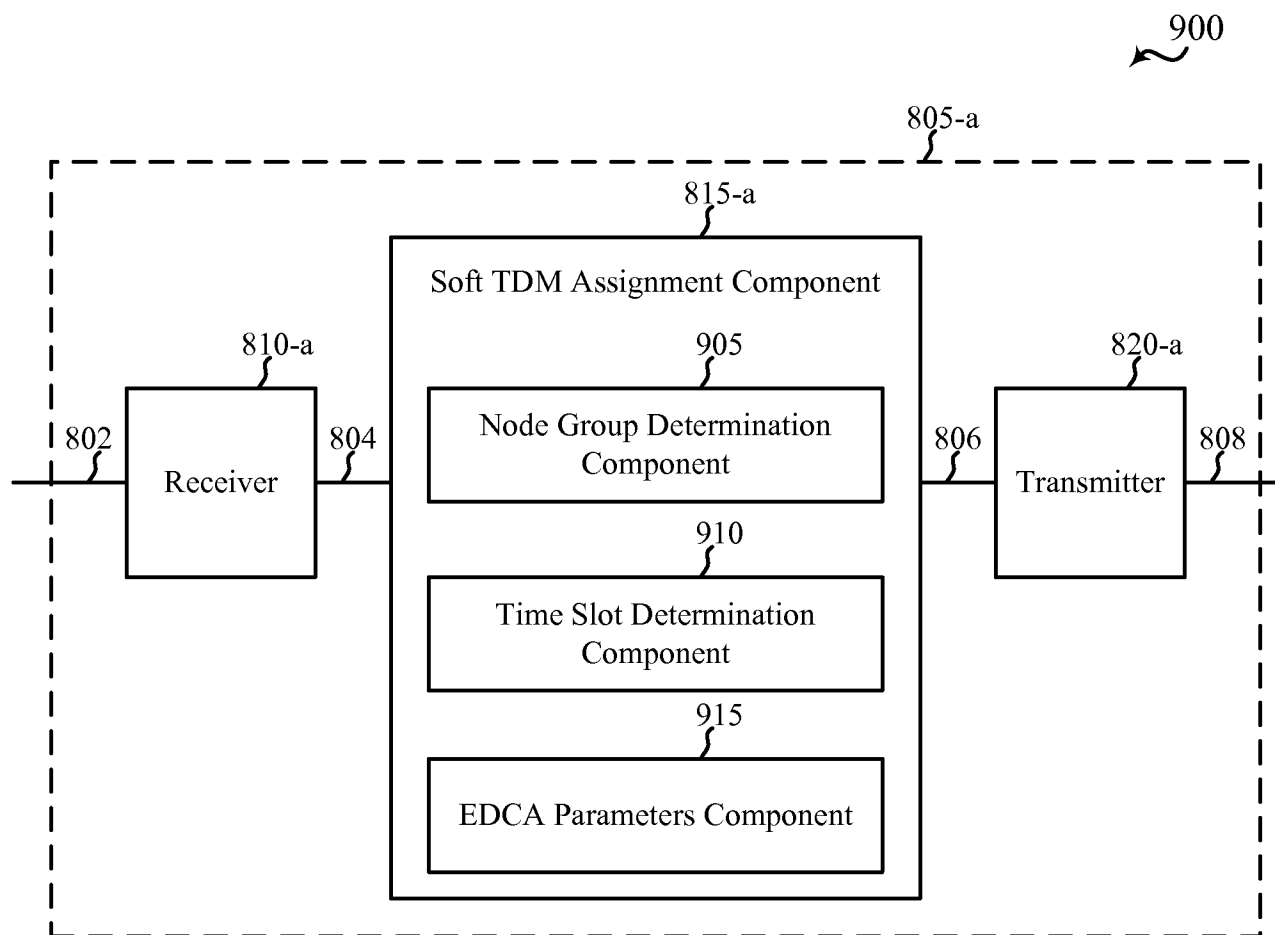 900
805-a
815-a
Soft TDM Assignment Component
810-a
905
820-a
802
Receiver
804
Node Group Determination
Component
806
Transmitter
808
910
Time Slot Determination
Component
915
EDCA Parameters Component